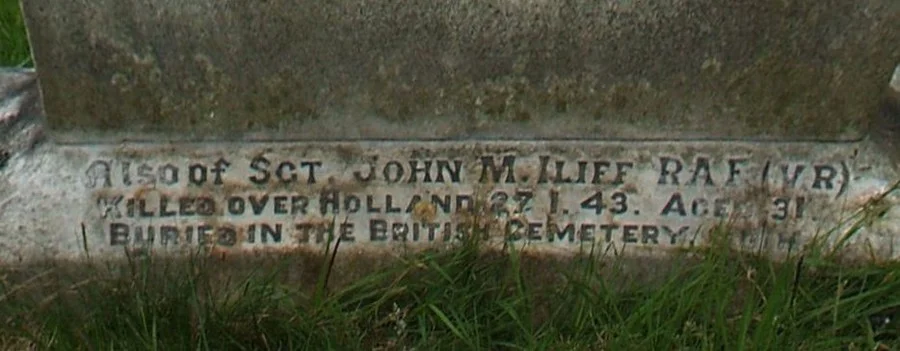 Also of Sgt. John M. Iliff RAF (VR)
Killed over Holland 27. 1. 43. Aged 31
Buried in the British Cemetery,